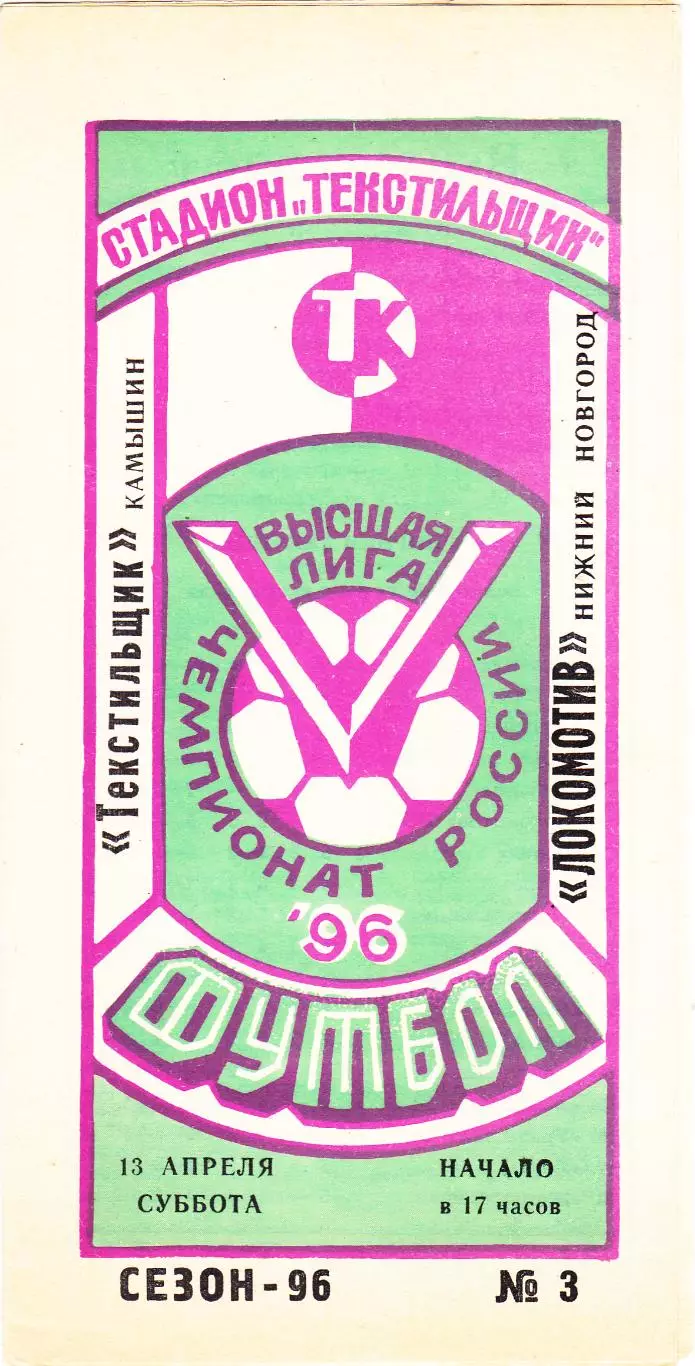 СТАДИОН „ТЕКСТИЛЬЩИК"
ТК
«Текстильщик» КАМЫШИН
ВЫСШАЯ
ЛИГА
ЧЕМПИОНАТ РОССИИ
'96
«ЛОКОМОТИВ» НИЖНИЙ НОВГОРОД
ФУТБОЛ
13 АПРЕЛЯ
СУББОТА
НАЧАЛО
в 17 часов
СЕЗОН-96
№ 3